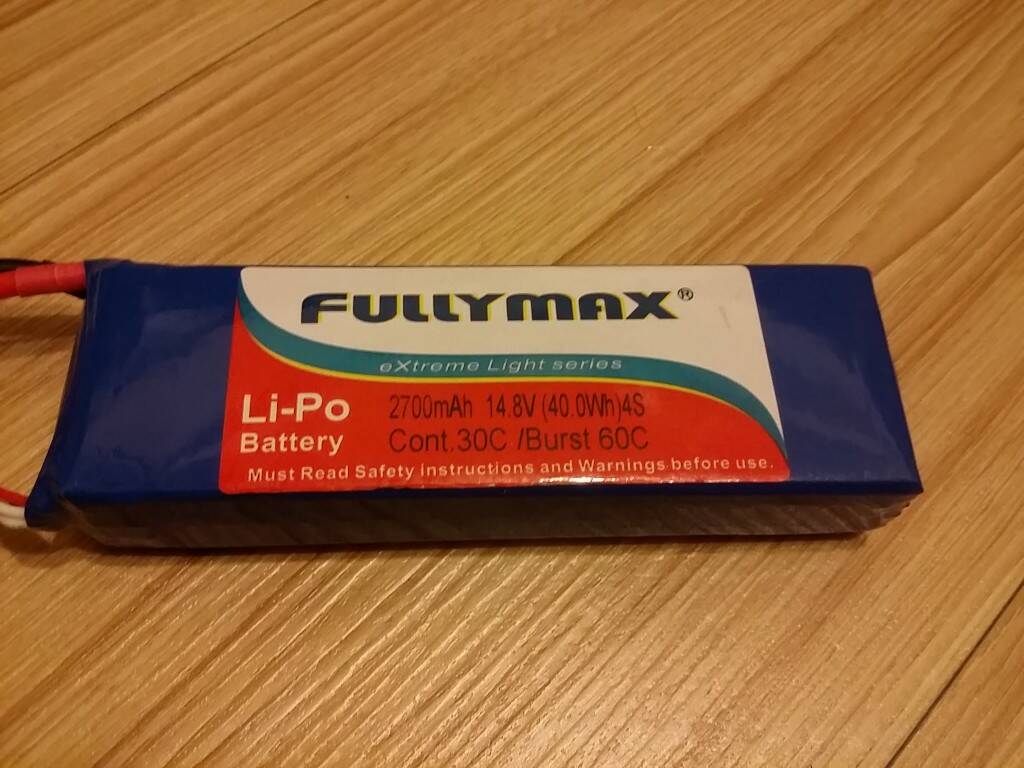 FULLYMAX®
eXtreme Light series
Li-Po Battery
2700mAh 14.8V (40.0Wh)4S
Cont.30C /Burst 60C
Must Read Safety instructions and Warnings before use.